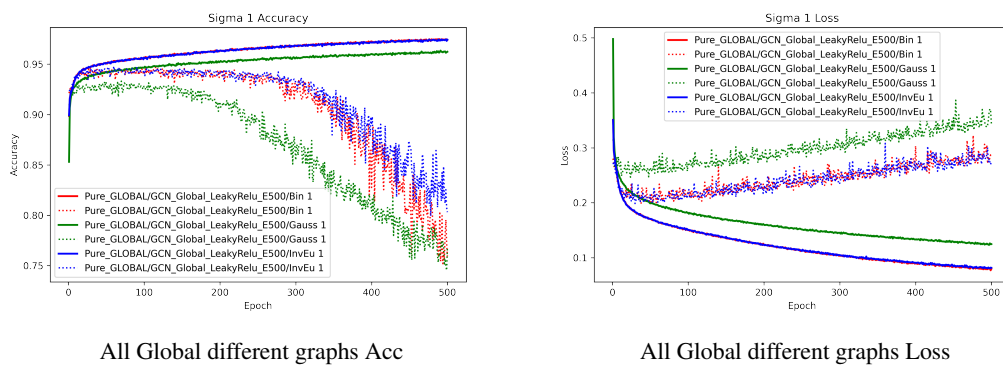 Sigma 1 Accuracy
Accuracy
0.95
0.90
0.85
0.80
0.75
Pure_GLOBAL/GCN_Global_LeakyRelu_E500/Bin 1
Pure_GLOBAL/GCN_Global_LeakyRelu_E500/Bin 1
Pure_GLOBAL/GCN_Global_LeakyRelu_E500/Gauss 1
Pure_GLOBAL/GCN_Global_LeakyRelu_E500/Gauss 1
Pure_GLOBAL/GCN_Global_LeakyRelu_E500/InvEu 1
Pure_GLOBAL/GCN_Global_LeakyRelu_E500/InvEu 1
0 100 200 300 400 500
Epoch
All Global different graphs Acc
Sigma 1 Loss
Loss
0.5
0.4
0.3
0.2
0.1
Pure_GLOBAL/GCN_Global_LeakyRelu_E500/Bin 1
Pure_GLOBAL/GCN_Global_LeakyRelu_E500/Bin 1
Pure_GLOBAL/GCN_Global_LeakyRelu_E500/Gauss 1
Pure_GLOBAL/GCN_Global_LeakyRelu_E500/Gauss 1
Pure_GLOBAL/GCN_Global_LeakyRelu_E500/InvEu 1
Pure_GLOBAL/GCN_Global_LeakyRelu_E500/InvEu 1
0 100 200 300 400 500
Epoch
All Global different graphs Loss